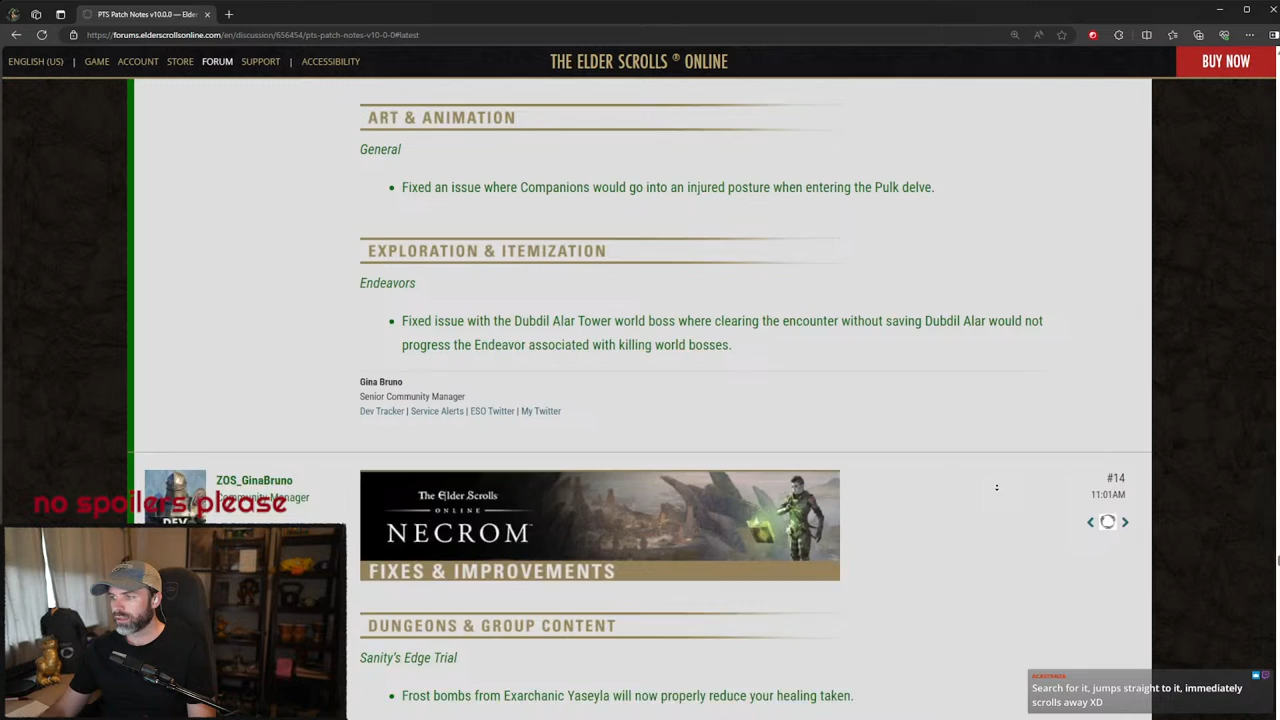 PTS Patch Notes v10.0.0 — Elder
https://forums.elderscrollsonline.com/en/discussion/656454/pts-patch-notes-v10-0-0#latest
ENGLISH (US) | GAME ACCOUNT STORE FORUM SUPPORT | ACCESSIBILITY
THE ELDER SCROLLS ® ONLINE
BUY NOW
ART & ANIMATION
General
• Fixed an issue where Companions would go into an injured posture when entering the Pulk delve.
EXPLORATION & ITEMIZATION
Endeavors
• Fixed issue with the Dubdil Alar Tower world boss where clearing the encounter without saving Dubdil Alar would not
progress the Endeavor associated with killing world bosses.
Gina Bruno
Senior Community Manager
Dev Tracker | Service Alerts | ESO Twitter | My Twitter
ZOS_GinaBruno
Community Manager
no spoilers please
DEV
The Elder Scrolls
ONLINE
NECROM
FIXES & IMPROVEMENTS
#14
11:01AM
DUNGEONS & GROUP CONTENT
Sanity's Edge Trial
• Frost bombs from Exarchanic Yaseyla will now properly reduce your healing taken.
Search for it, jumps straight to it, immediately
scrolls away XD